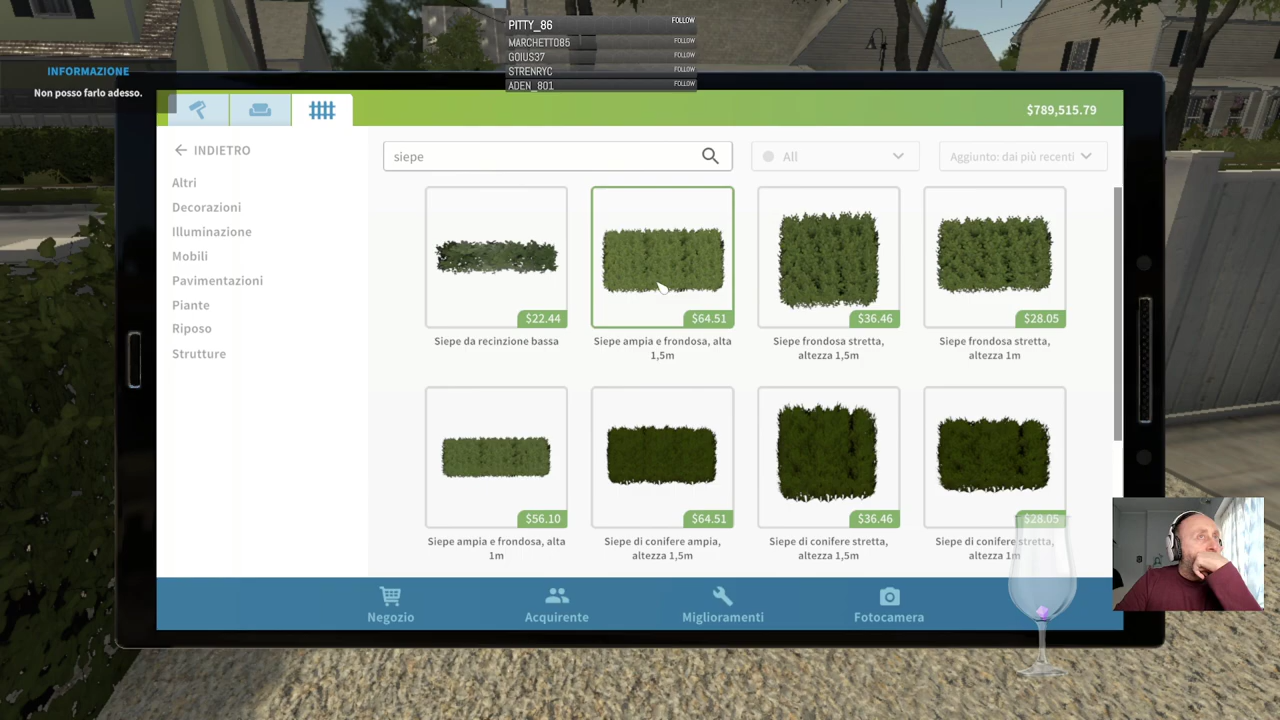 PITTY_86 FOLLOW
MARCHETTO85 FOLLOW
GOIUS37 FOLLOW
STRENRYC FOLLOW
ADEN_801 FOLLOW
INFORMAZIONE
Non posso farlo adesso.
$789,515.79
INDIETRO
Altri
Decorazioni
Illuminazione
Mobili
Pavimentazioni
Piante
Riposo
Strutture
siepe
All
Aggiunto: dai più recenti
$22.44
Siepe da recinzione bassa
$64.51
Siepe ampia e frondosa, alta
1,5m
$36.46
Siepe frondosa stretta,
altezza 1,5m
$28.05
Siepe frondosa stretta,
altezza 1m
$56.10
Siepe ampia e frondosa, alta
1m
$64.51
Siepe di conifere ampia,
altezza 1,5m
$36.46
Siepe di conifere stretta,
altezza 1,5m
$28.05
Siepe di conifere stretta,
altezza 1m
Negozio
Acquirente
Miglioramenti
Fotocamera